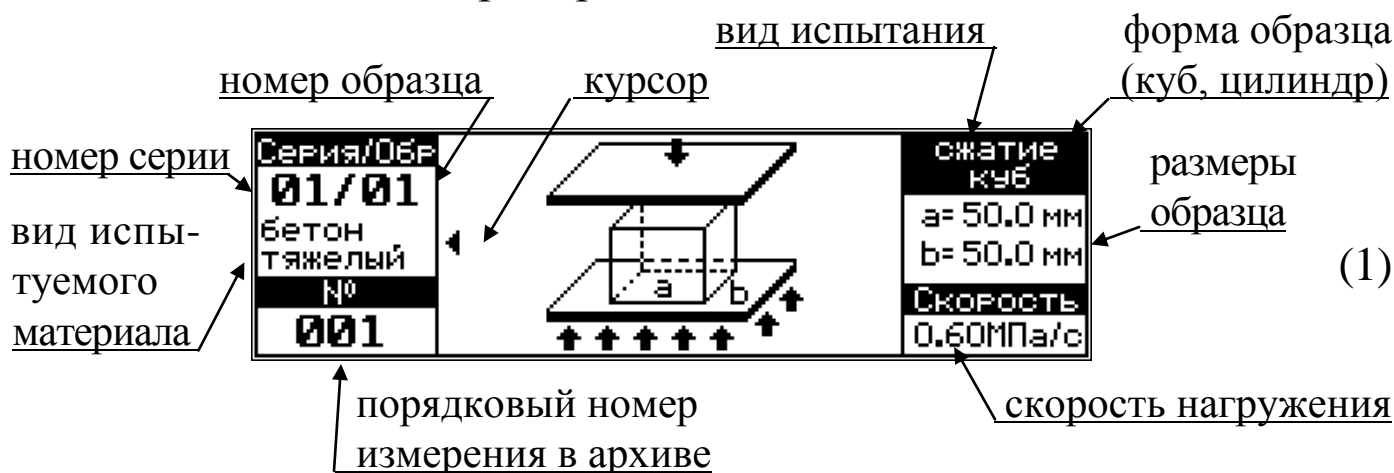 вид испытания
форма образца
(куб, цилиндр)
номер образца
курсор
номер серии
вид испы-
туемого
материала
Серия/Обр
01/01
бетон
тяжелый
№
001
a
b
сжатие
куб
a= 50.0 мм
b= 50.0 мм
Скорость
0.60МПа/с
размеры
образца
(1)
порядковый номер
измерения в архиве
скорость нагружения